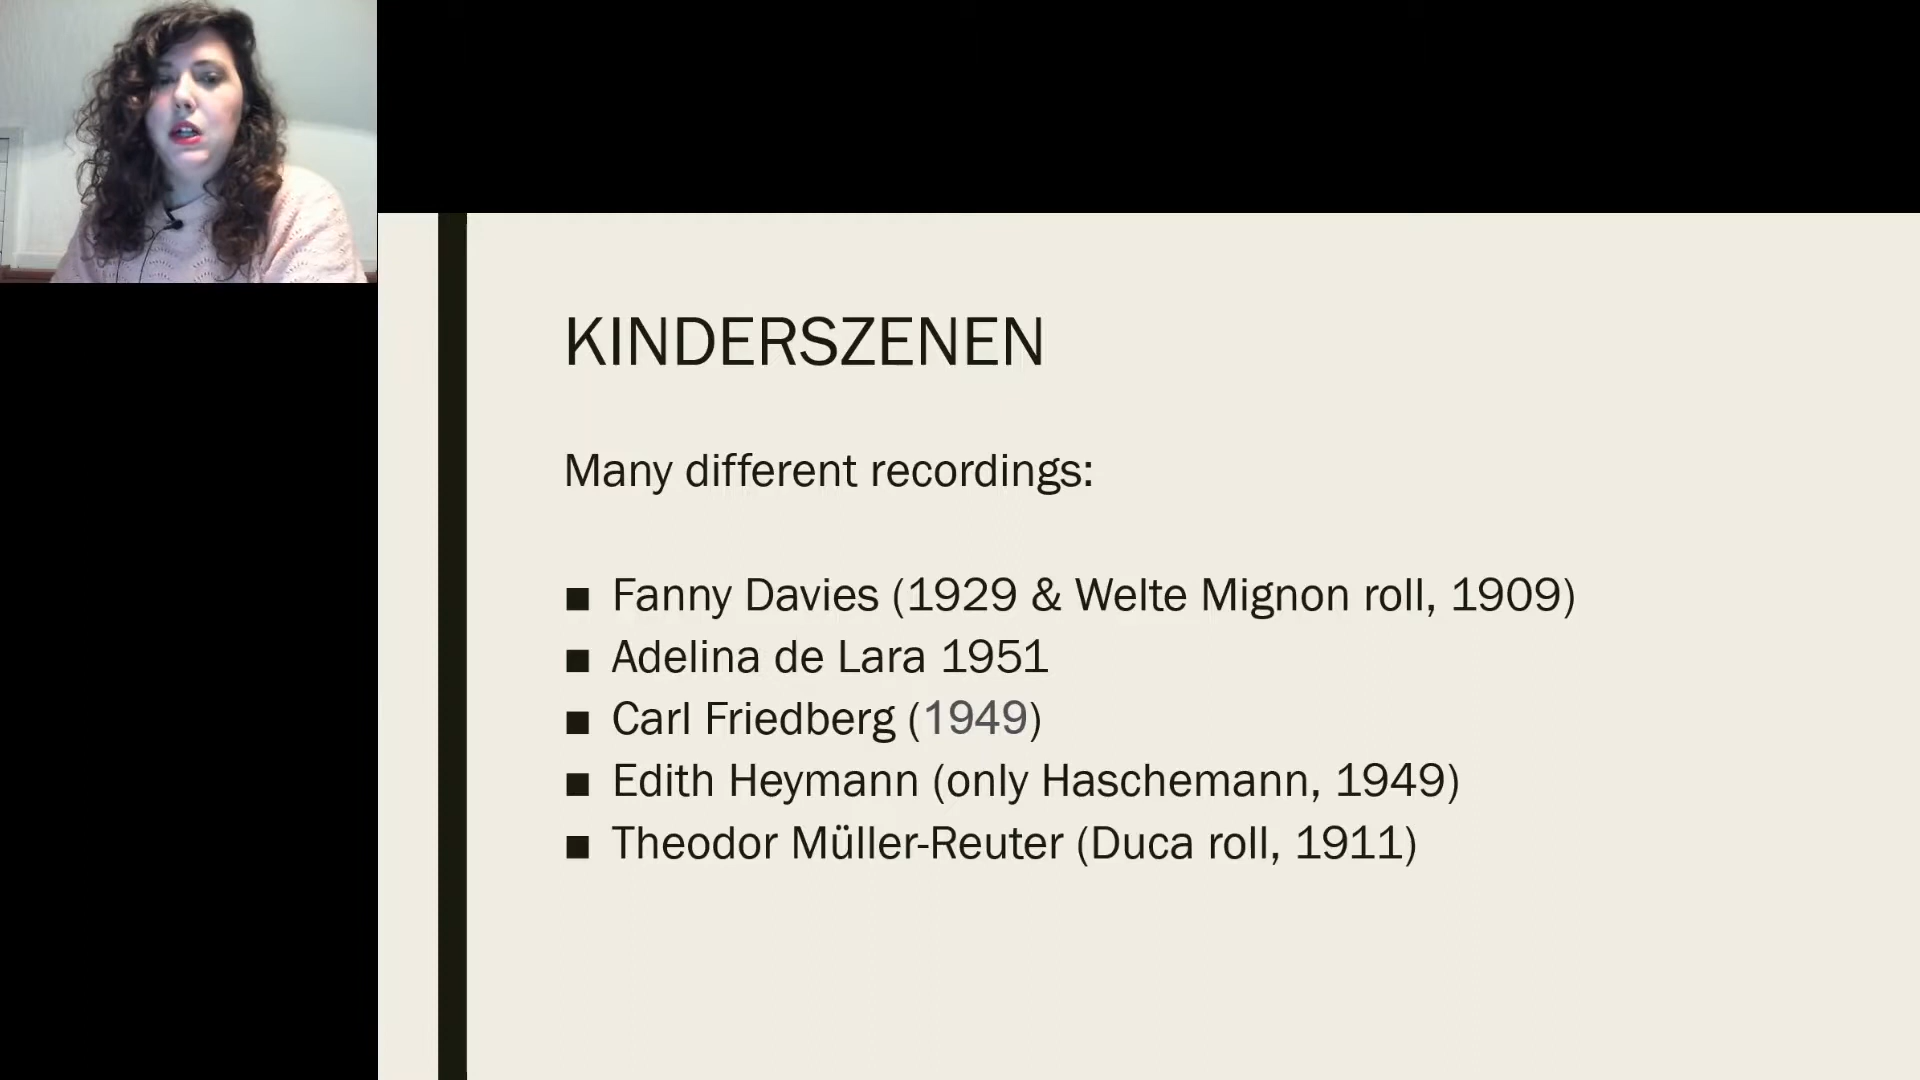 KINDERSZENEN
Many different recordings:
■ Fanny Davies (1929 & Welte Mignon roll, 1909)
■ Adelina de Lara 1951
■ Carl Friedberg (1949)
■ Edith Heymann (only Haschemann, 1949)
■ Theodor Müller-Reuter (Duca roll, 1911)